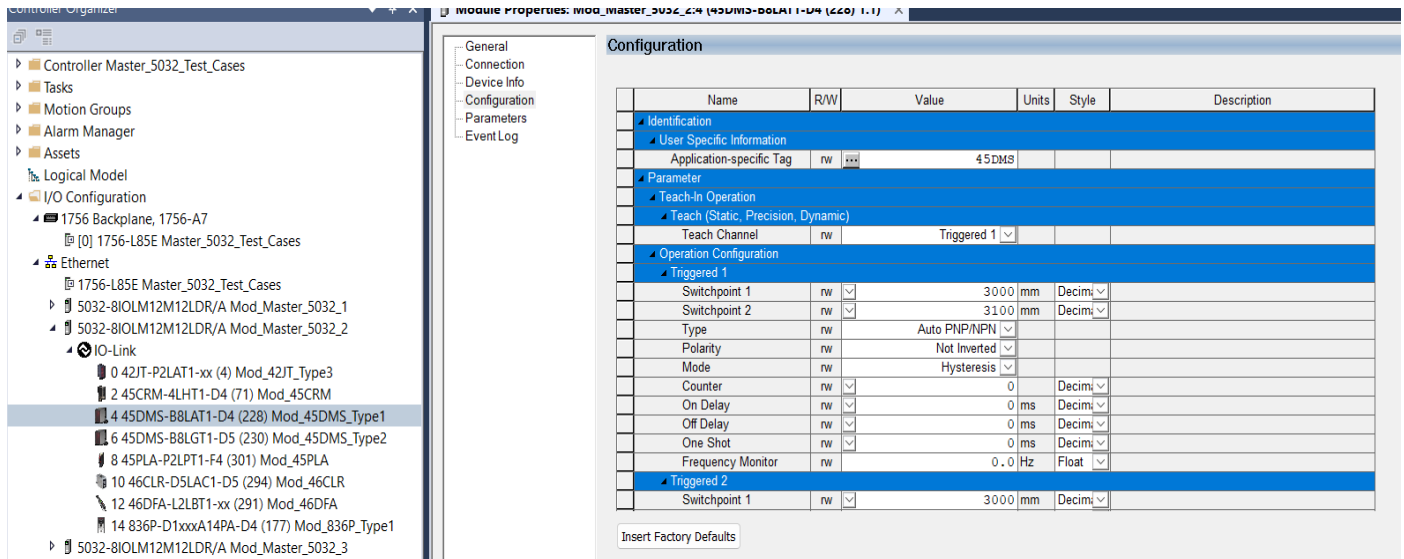 Controller Organizer
Module Properties: Mod_Master_5032_2:4 (45DMS-B8LAT1-D4 (228) 1.1)
Controller Master_5032_Test_Cases
Tasks
Motion Groups
Alarm Manager
Assets
Logical Model
I/O Configuration
1756 Backplane, 1756-A7
[0] 1756-L85E Master_5032_Test_Cases
Ethernet
1756-L85E Master_5032_Test_Cases
5032-8IOLM12M12LDR/A Mod_Master_5032_1
5032-8IOLM12M12LDR/A Mod_Master_5032_2
IO-Link
0 42JT-P2LAT1-xx (4) Mod_42JT_Type3
2 45CRM-4LHT1-D4 (71) Mod_45CRM
4 45DMS-B8LAT1-D4 (228) Mod_45DMS_Type1
6 45DMS-B8LGT1-D5 (230) Mod_45DMS_Type2
8 45PLA-P2LPT1-F4 (301) Mod_45PLA
10 46CLR-D5LAC1-D5 (294) Mod_46CLR
12 46DFA-L2LBT1-xx (291) Mod_46DFA
14 836P-D1xxxA14PA-D4 (177) Mod_836P_Type1
5032-8IOLM12M12LDR/A Mod_Master_5032_3
General
Connection
Device Info
Configuration
Parameters
Event Log
Configuration
Name R/W Value Units Style Description
Identification
User Specific Information
Application-specific Tag rw ... 45DMS
Parameter
Teach-In Operation
Teach (Static, Precision, Dynamic)
Teach Channel rw Triggered 1
Operation Configuration
Triggered 1
Switchpoint 1 rw 3000 mm Decima
Switchpoint 2 rw 3100 mm Decima
Type rw Auto PNP/NPN
Polarity rw Not Inverted
Mode rw Hysteresis
Counter rw 0 Decima
On Delay rw 0 ms Decima
Off Delay rw 0 ms Decima
One Shot rw 0 ms Decima
Frequency Monitor rw 0.0 Hz Float
Triggered 2
Switchpoint 1 rw 3000 mm Decima
Insert Factory Defaults